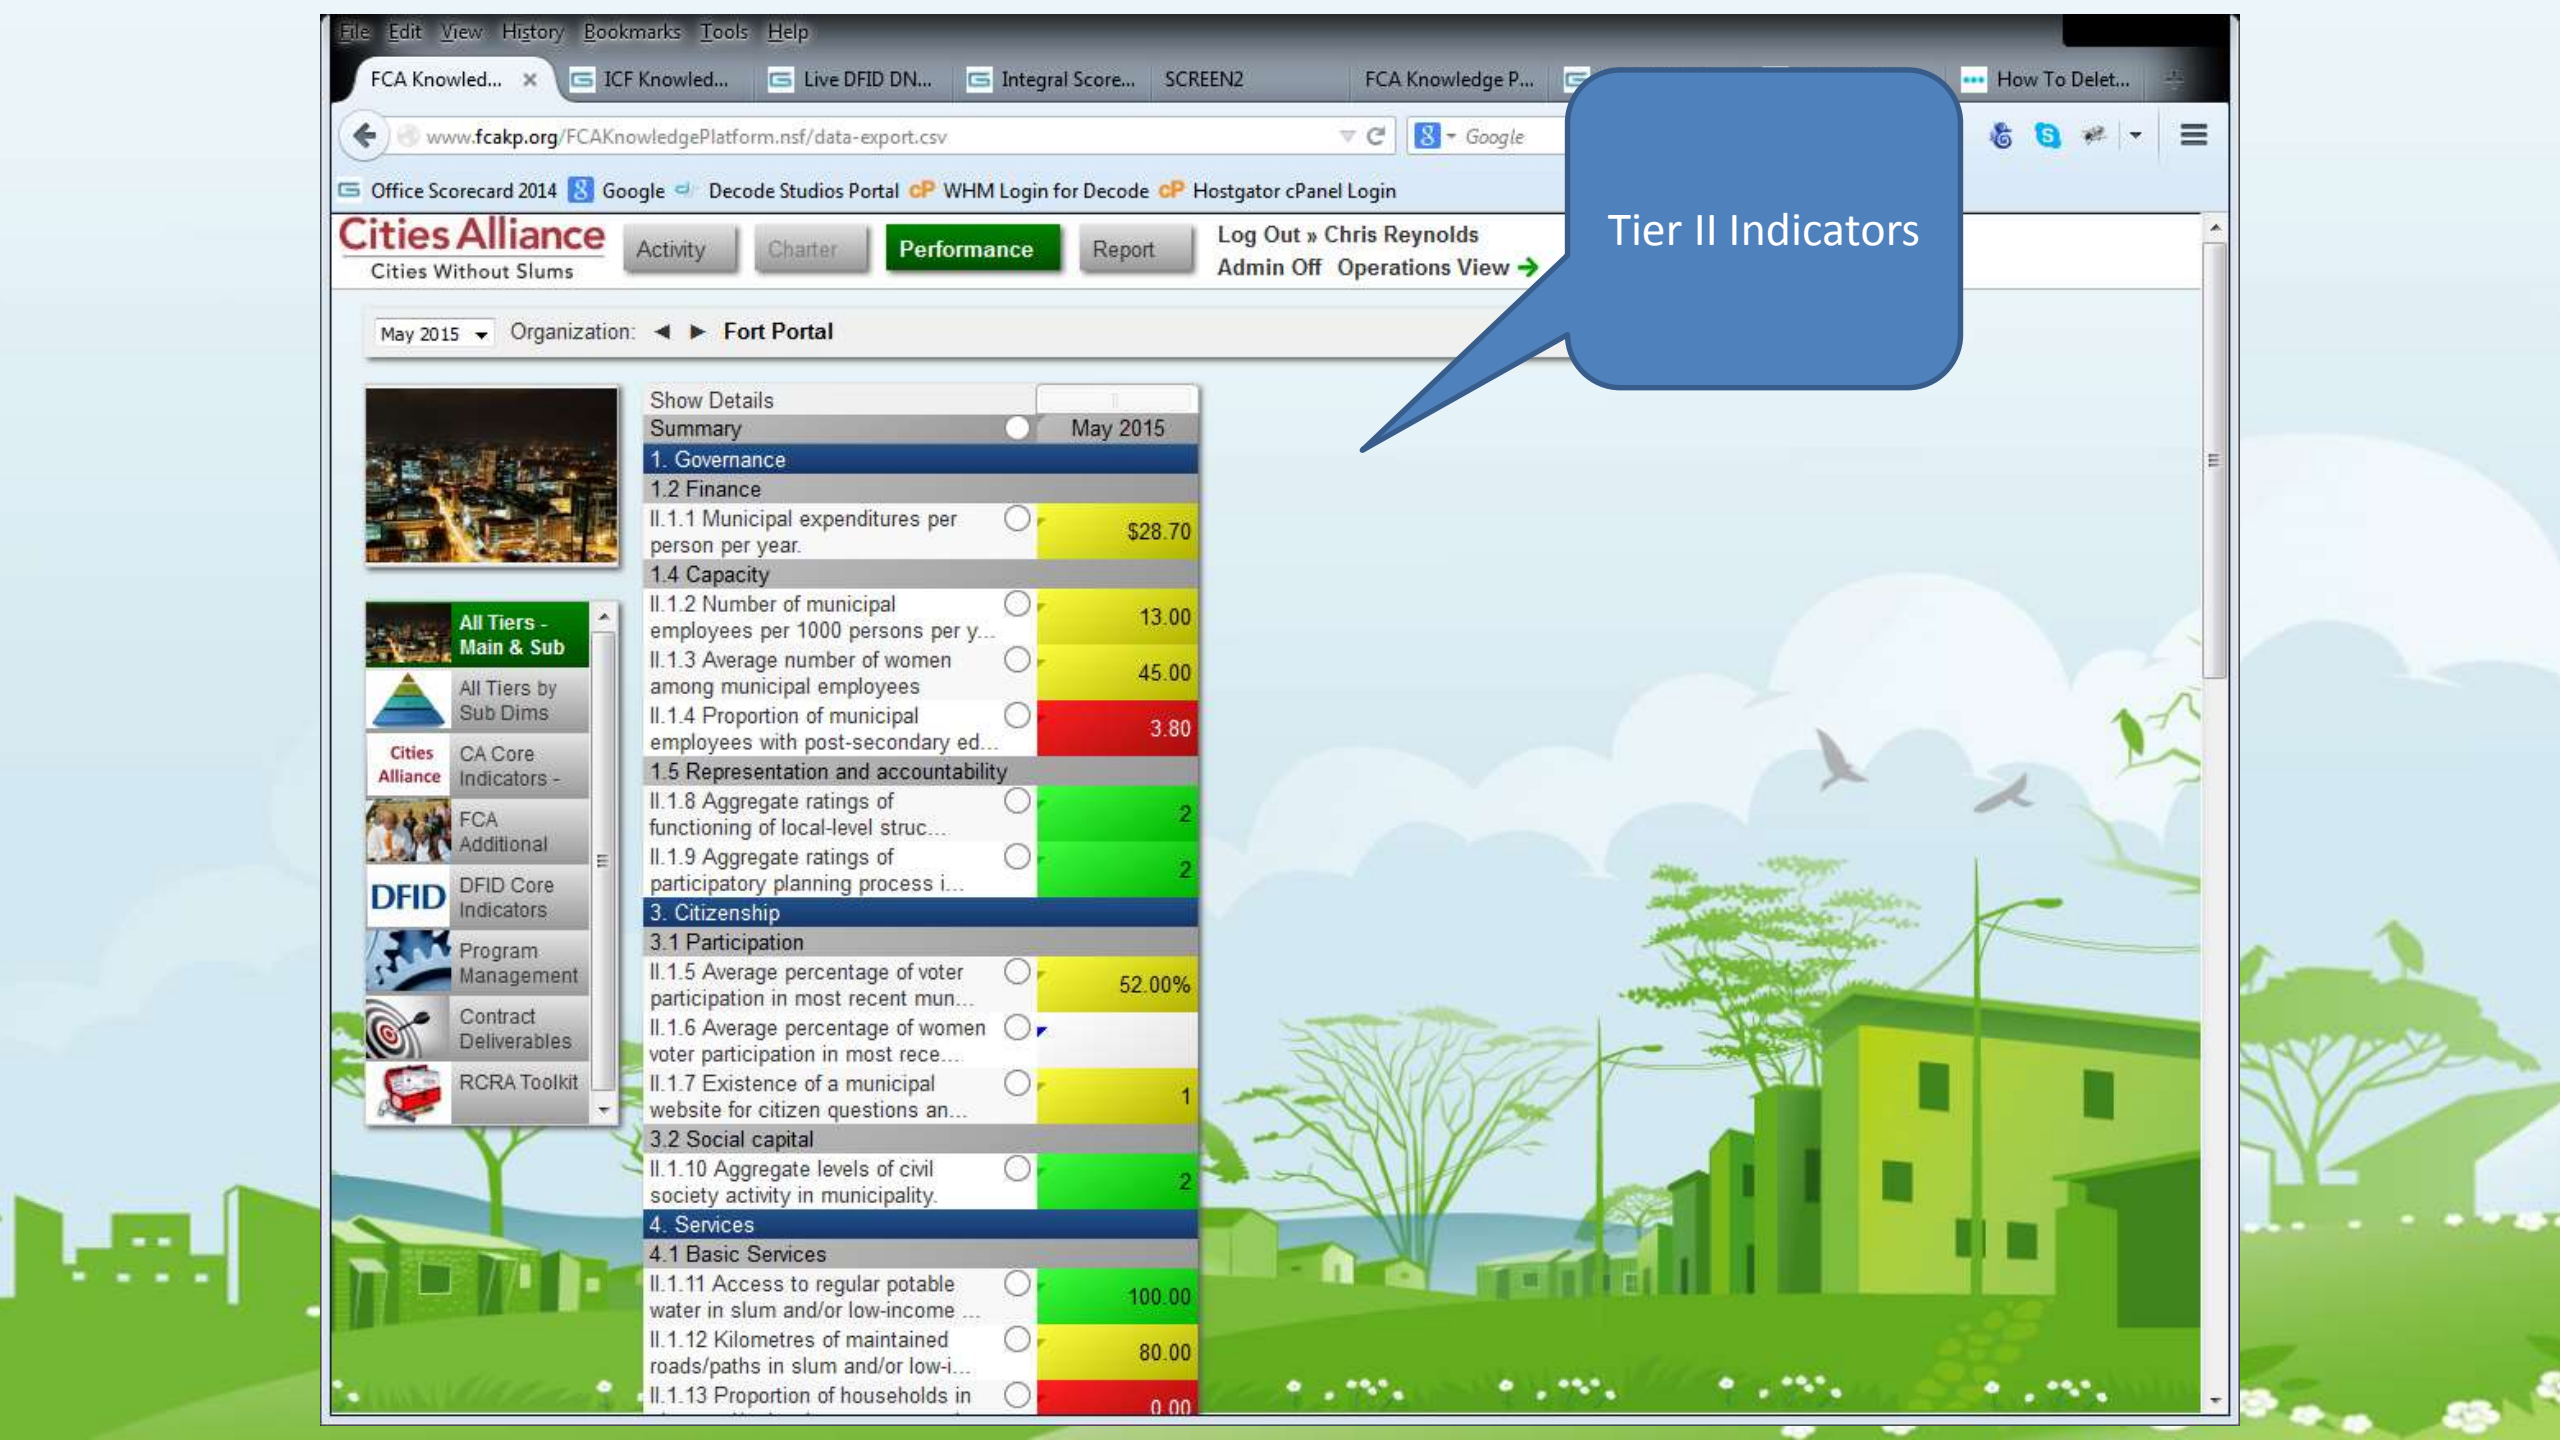 File Edit View History Bookmarks Tools Help
FCA Knowled... ICF Knowled... Live DFID DN... Integral Score... SCREEN2 FCA Knowledge P... How To Delet...
www.fcakp.org/FCAKnowledgePlatform.nsf/data-export.csv Google
Office Scorecard 2014 Google Decode Studios Portal cP WHM Login for Decode cP Hostgator cPanel Login
Cities Alliance
Cities Without Slums
Activity Charter Performance Report
Log Out » Chris Reynolds
Admin Off Operations View
Tier II Indicators
May 2015 Organization: Fort Portal
All Tiers -
Main & Sub
All Tiers by
Sub Dims
Cities
Alliance
CA Core
Indicators -
FCA
Additional
DFID
DFID Core
Indicators
Program
Management
Contract
Deliverables
RCRA Toolkit
Show Details
Summary May 2015
1. Governance
1.2 Finance
II.1.1 Municipal expenditures per
person per year. $28.70
1.4 Capacity
II.1.2 Number of municipal
employees per 1000 persons per y... 13.00
II.1.3 Average number of women
among municipal employees 45.00
II.1.4 Proportion of municipal
employees with post-secondary ed... 3.80
1.5 Representation and accountability
II.1.8 Aggregate ratings of
functioning of local-level struc... 2
II.1.9 Aggregate ratings of
participatory planning process i... 2
3. Citizenship
3.1 Participation
II.1.5 Average percentage of voter
participation in most recent mun... 52.00%
II.1.6 Average percentage of women
voter participation in most rece...
II.1.7 Existence of a municipal
website for citizen questions an... 1
3.2 Social capital
II.1.10 Aggregate levels of civil
society activity in municipality. 2
4. Services
4.1 Basic Services
II.1.11 Access to regular potable
water in slum and/or low-income ... 100.00
II.1.12 Kilometres of maintained
roads/paths in slum and/or low-i... 80.00
II.1.13 Proportion of households in
0.00